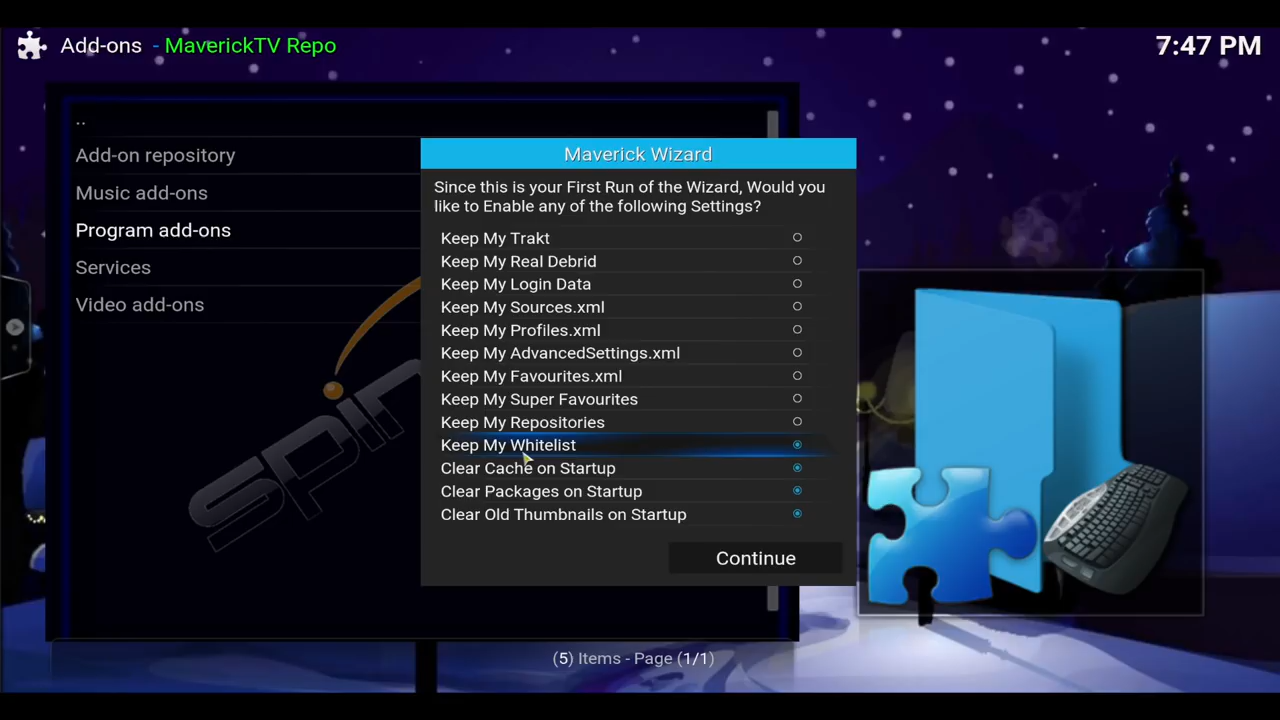 Add-ons - MaverickTV Repo
7:47 PM
..
Add-on repository
Music add-ons
Program add-ons
Services
Video add-ons
Maverick Wizard
Since this is your First Run of the Wizard, Would you
like to Enable any of the following Settings?
Keep My Trakt
Keep My Real Debrid
Keep My Login Data
Keep My Sources.xml
Keep My Profiles.xml
Keep My AdvancedSettings.xml
Keep My Favourites.xml
Keep My Super Favourites
Keep My Repositories
Keep My Whitelist
Clear Cache on Startup
Clear Packages on Startup
Clear Old Thumbnails on Startup
Continue
(5) Items - Page (1/1)